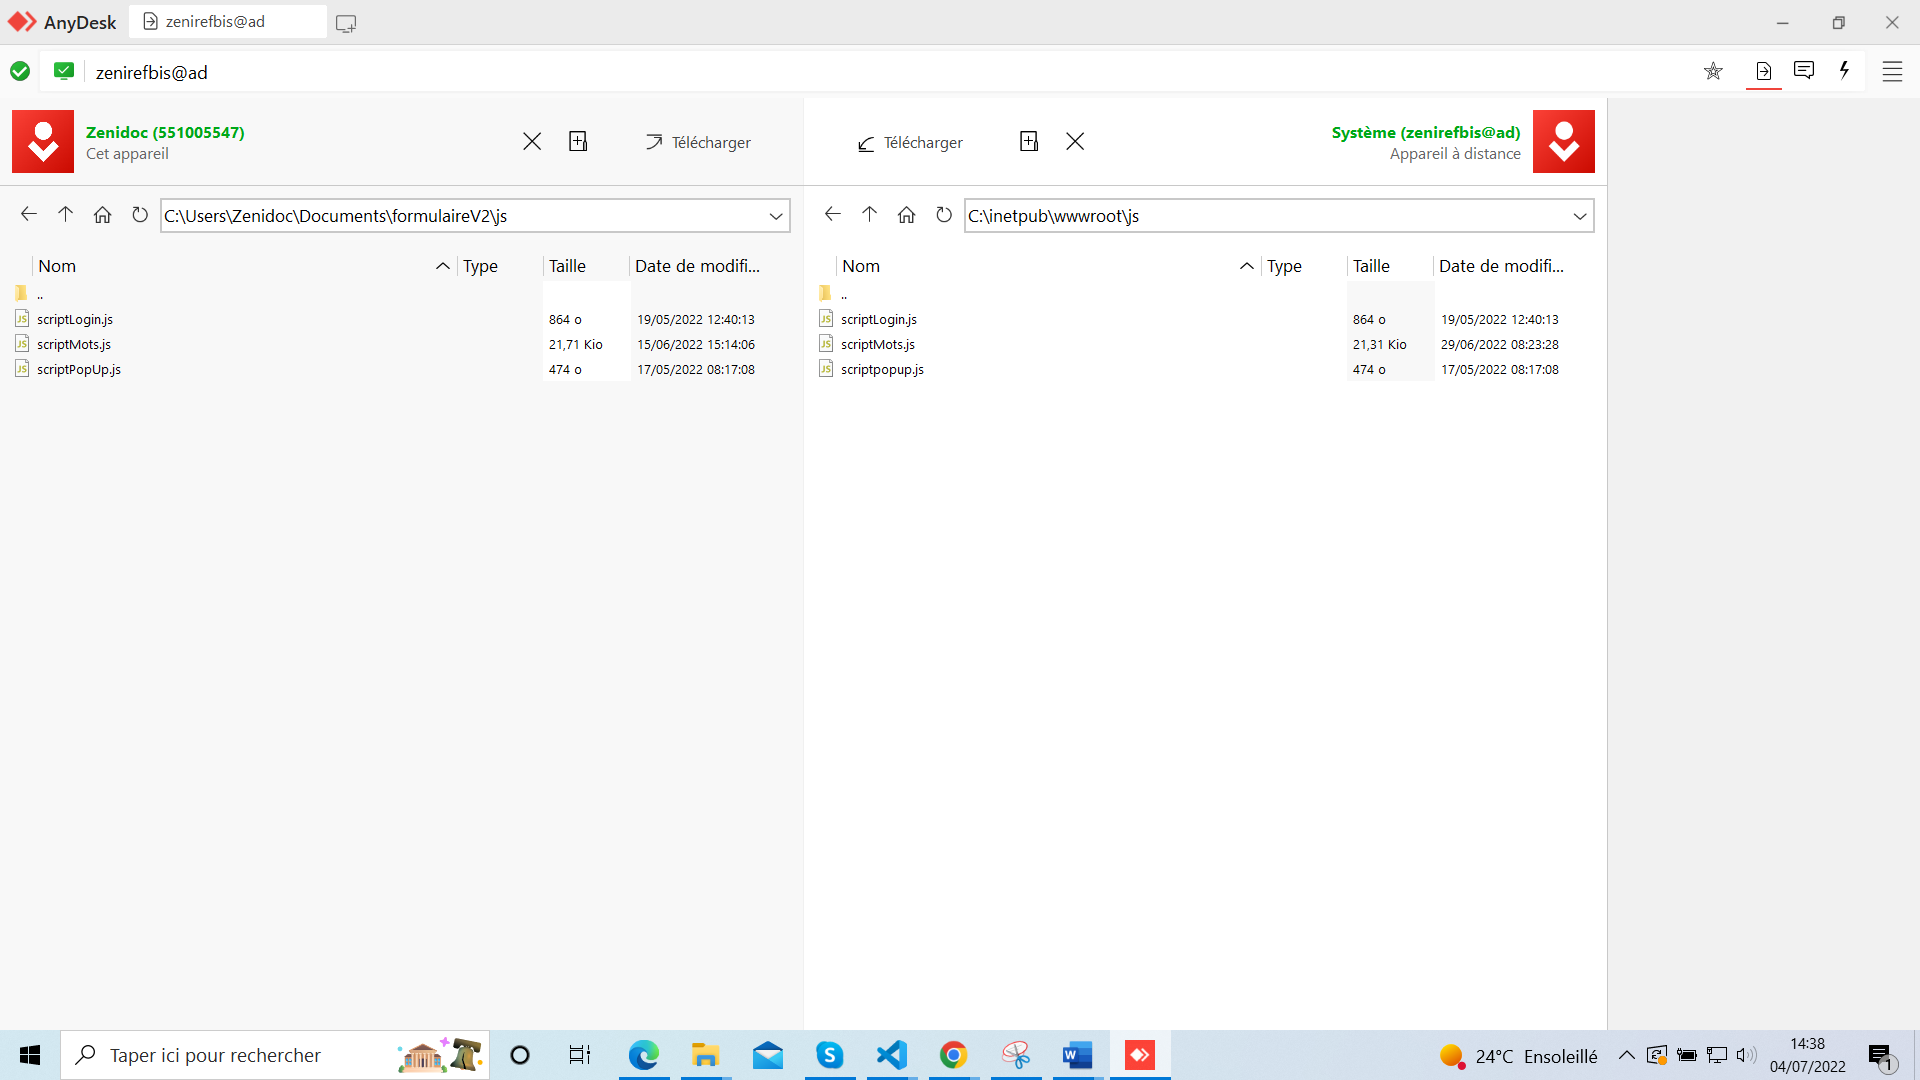 AnyDesk
zenirefbis@ad
zenirefbis@ad
Zenidoc (551005547)
Cet appareil
Télécharger
Télécharger
Système (zenirefbis@ad)
Appareil à distance
C:\Users\Zenidoc\Documents\formulaireV2\js
C:\inetpub\wwwroot\js
Nom Type Taille Date de modifi...
..
scriptLogin.js 864 o 19/05/2022 12:40:13
scriptMots.js 21,71 Kio 15/06/2022 15:14:06
scriptPopUp.js 474 o 17/05/2022 08:17:08
Nom Type Taille Date de modifi...
..
scriptLogin.js 864 o 19/05/2022 12:40:13
scriptMots.js 21,31 Kio 29/06/2022 08:23:28
scriptpopup.js 474 o 17/05/2022 08:17:08
Taper ici pour rechercher
24°C Ensoleillé
14:38
04/07/2022
1